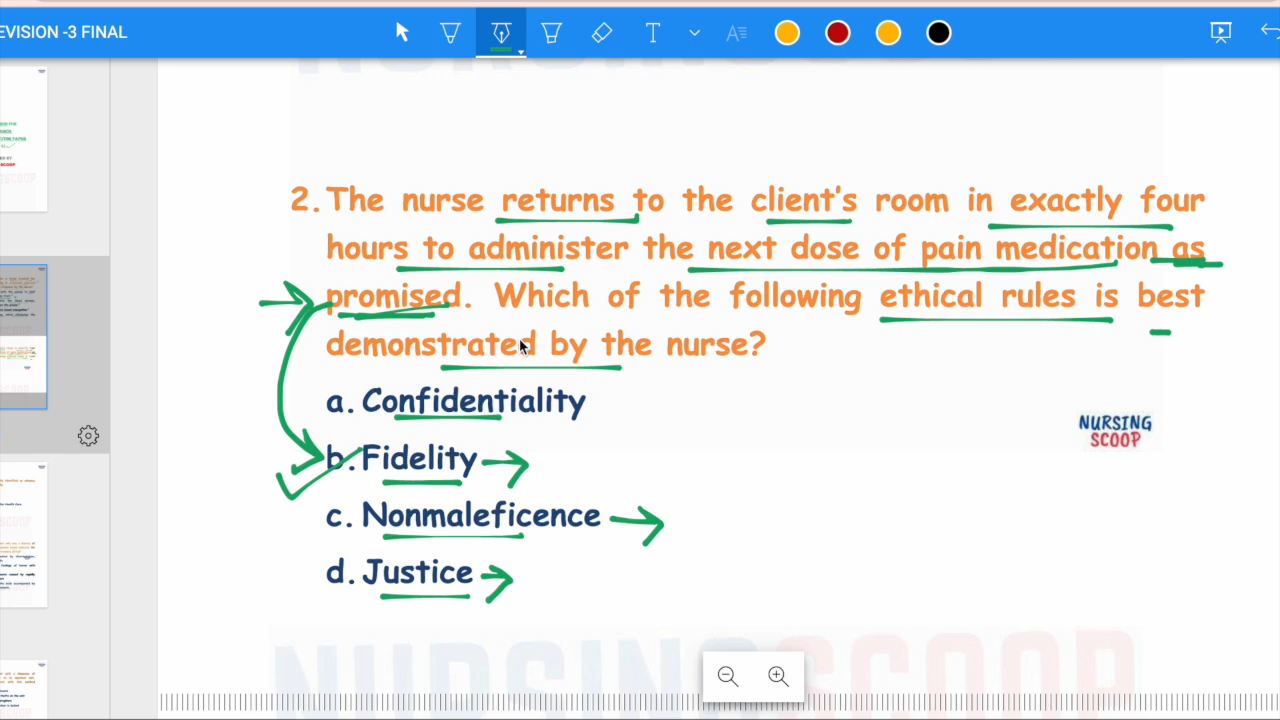 EVISION -3 FINAL
2. The nurse returns to the client's room in exactly four
hours to administer the next dose of pain medication as
promised. Which of the following ethical rules is best
demonstrated by the nurse?
a. Confidentiality
b. Fidelity
c. Nonmaleficence
d. Justice
NURSING
SCOOP
NURSING SCOOP